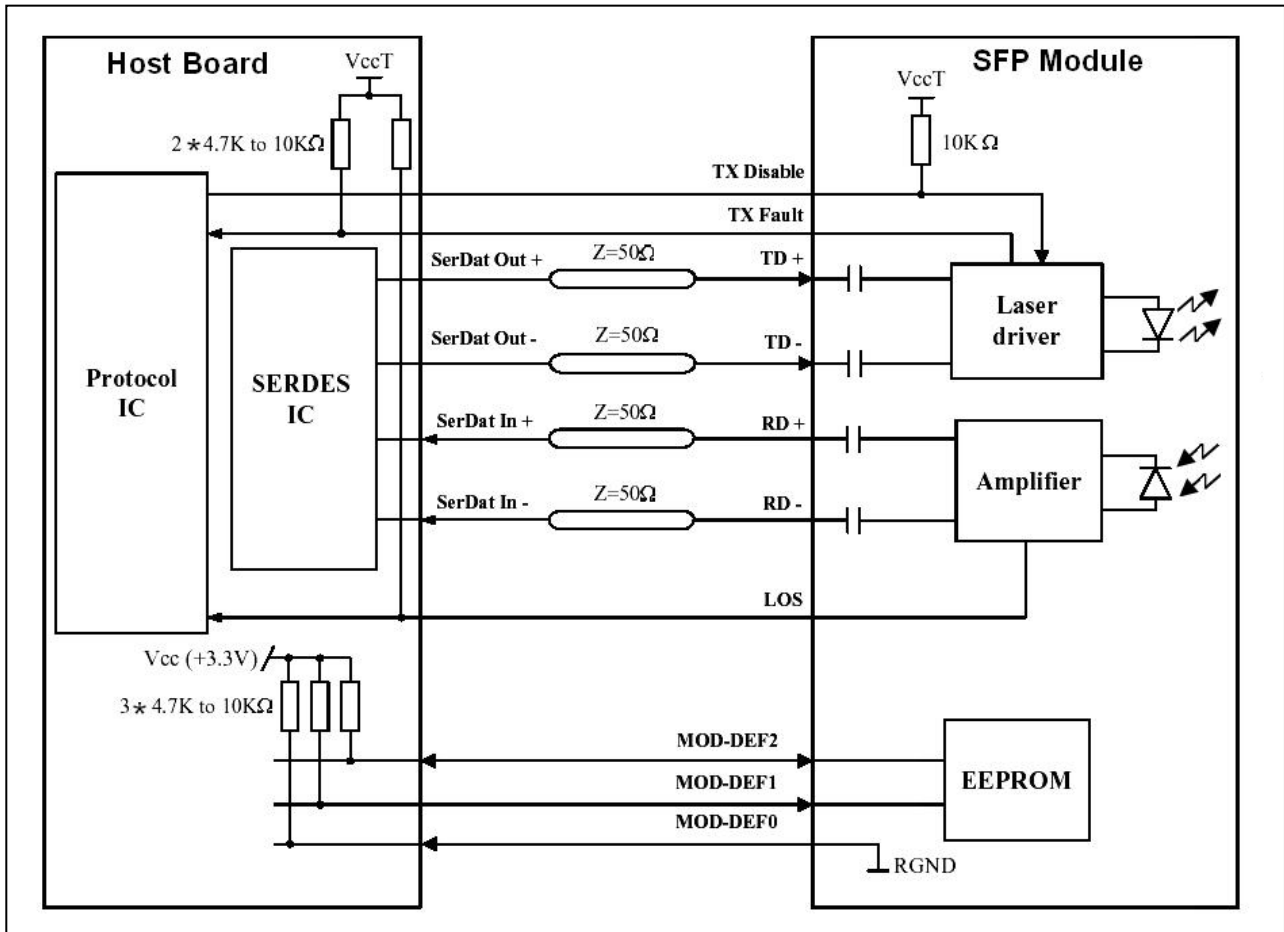 Host Board
SFP Module
VccT
VccT
2*4.7K to 10KΩ
10KΩ
TX Disable
TX Fault
SerDat Out +
Z=50Ω
TD +
SerDat Out -
Z=50Ω
TD -
Laser
driver
Protocol
IC
SERDES
IC
SerDat In +
Z=50Ω
RD +
SerDat In -
Z=50Ω
RD -
Amplifier
LOS
Vcc (+3.3V)
3*4.7K to 10KΩ
MOD-DEF2
MOD-DEF1
MOD-DEF0
EEPROM
RGND